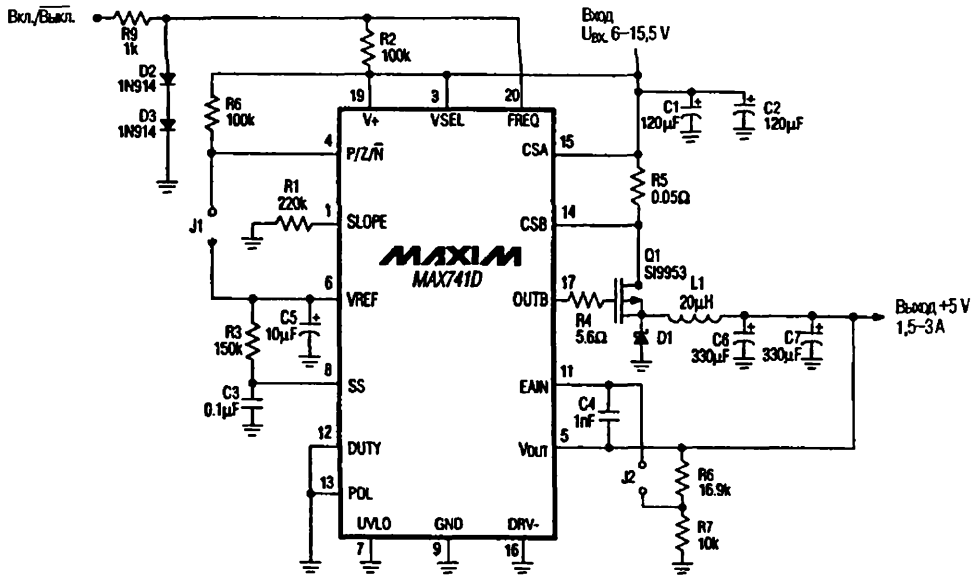 Вкл./Выкл.
R9
1k
R2
100k
Вход
Uвх. 6–15,5 V
D2
1N914
D3
1N914
R6
100k
19
3
20
V+
VSEL
FREQ
C1
120µF
C2
120µF
4
P/Z/N
CSA
15
R5
0.05Ω
R1
220k
1
SLOPE
CSB
14
J1
MAXIM
MAX741D
Q1
SI9953
6
VREF
OUTB
17
R4
5.6Ω
L1
20µH
D1
Выход +5 V
1,5–3 A
R3
150k
C5
10µF
C6
330µF
C7
330µF
8
SS
C3
0.1µF
EAIN
11
C4
1nF
12
DUTY
VOUT
5
J2
R6
16.9k
13
POL
R7
10k
UVLO
GND
DRV-
7
9
16